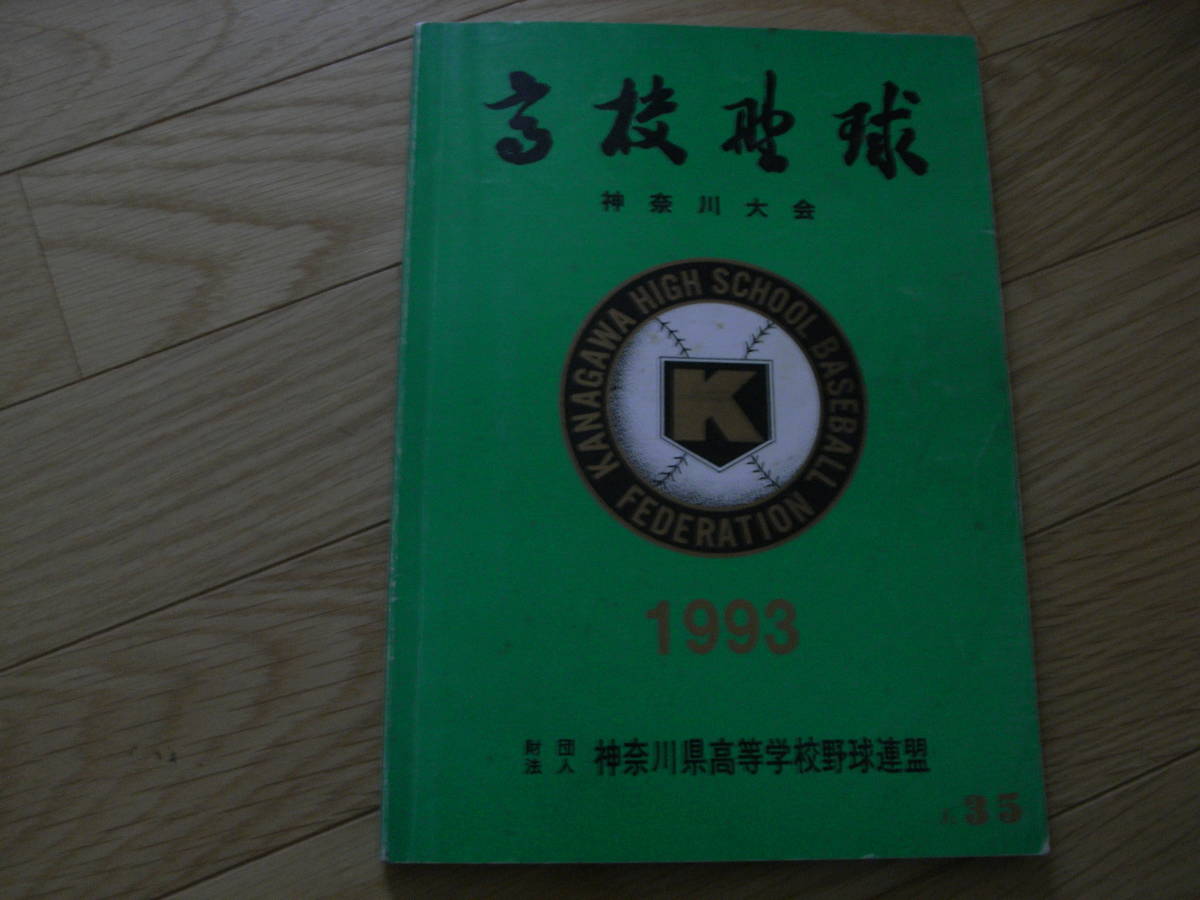 高校野球
神奈川大会
KANAGAWA HIGH SCHOOL BASEBALL
FEDERATION
K
1993
財団法人 神奈川県高等学校野球連盟
35